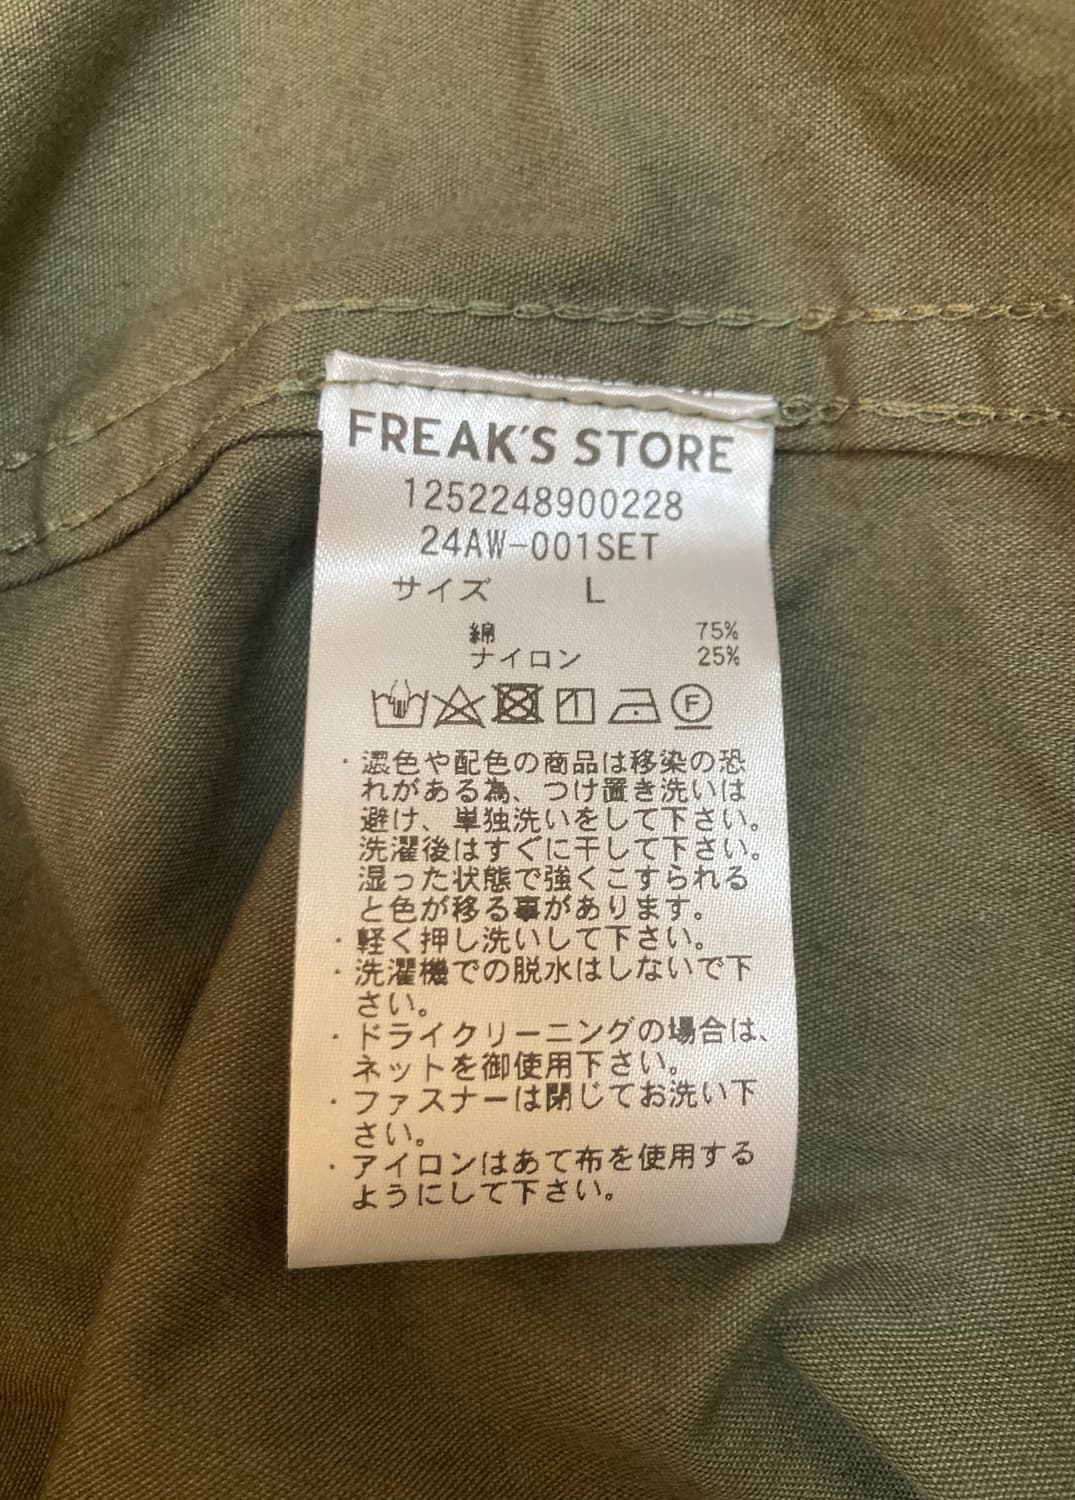 FREAK'S STORE
1252248900228
24AW-001SET
サイズ L
綿 75%
ナイロン 25%
F
・濃色や配色の商品は移染の恐
れがある為、つけ置き洗いは
避け、単独洗いをして下さい。
洗濯後はすぐに干して下さい。
湿った状態で強くこすられる
と色が移る事があります。
・軽く押し洗いして下さい。
・洗濯機での脱水はしないで下
さい。
・ドライクリーニングの場合は、
ネットを御使用下さい。
・ファスナーは閉じてお洗い下
さい。
・アイロンはあて布を使用する
ようにして下さい。